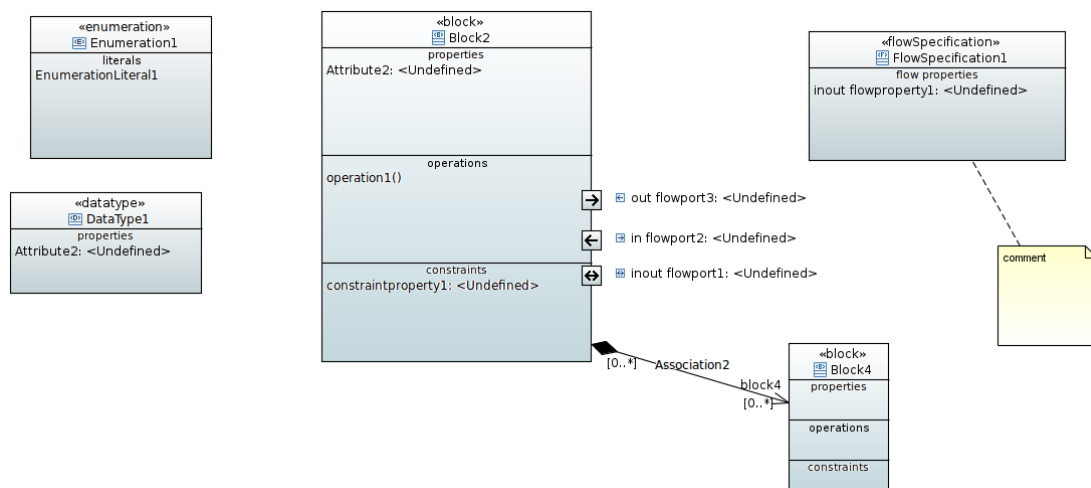 «enumeration»
Enumeration1
literals
EnumerationLiteral1
«datatype»
DataType1
properties
Attribute2: <Undefined>
«block»
Block2
properties
Attribute2: <Undefined>
operations
operation1()
constraints
constraintproperty1: <Undefined>
out flowport3: <Undefined>
in flowport2: <Undefined>
inout flowport1: <Undefined>
«flowSpecification»
FlowSpecification1
flow properties
inout flowproperty1: <Undefined>
comment
[0..*]
Association2
block4
[0..*]
«block»
Block4
properties
operations
constraints